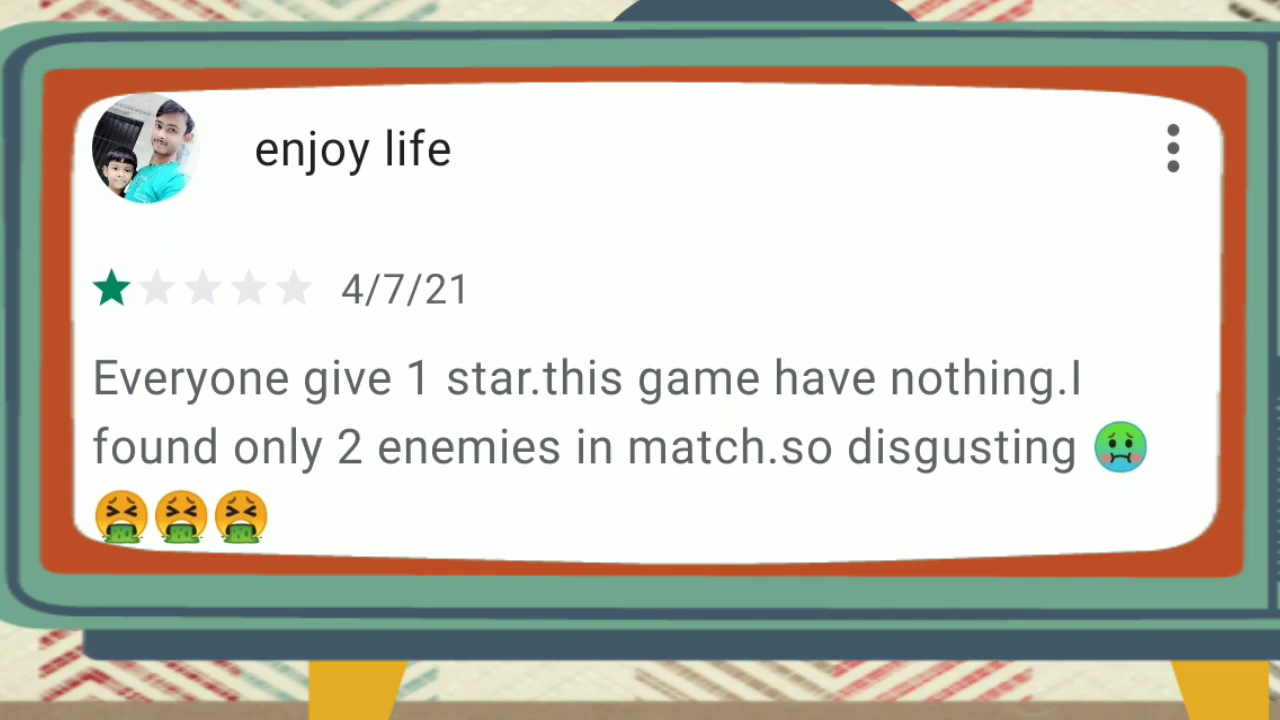 enjoy life
4/7/21
Everyone give 1 star.this game have nothing.I
found only 2 enemies in match.so disgusting 🤢
🤮🤮🤮